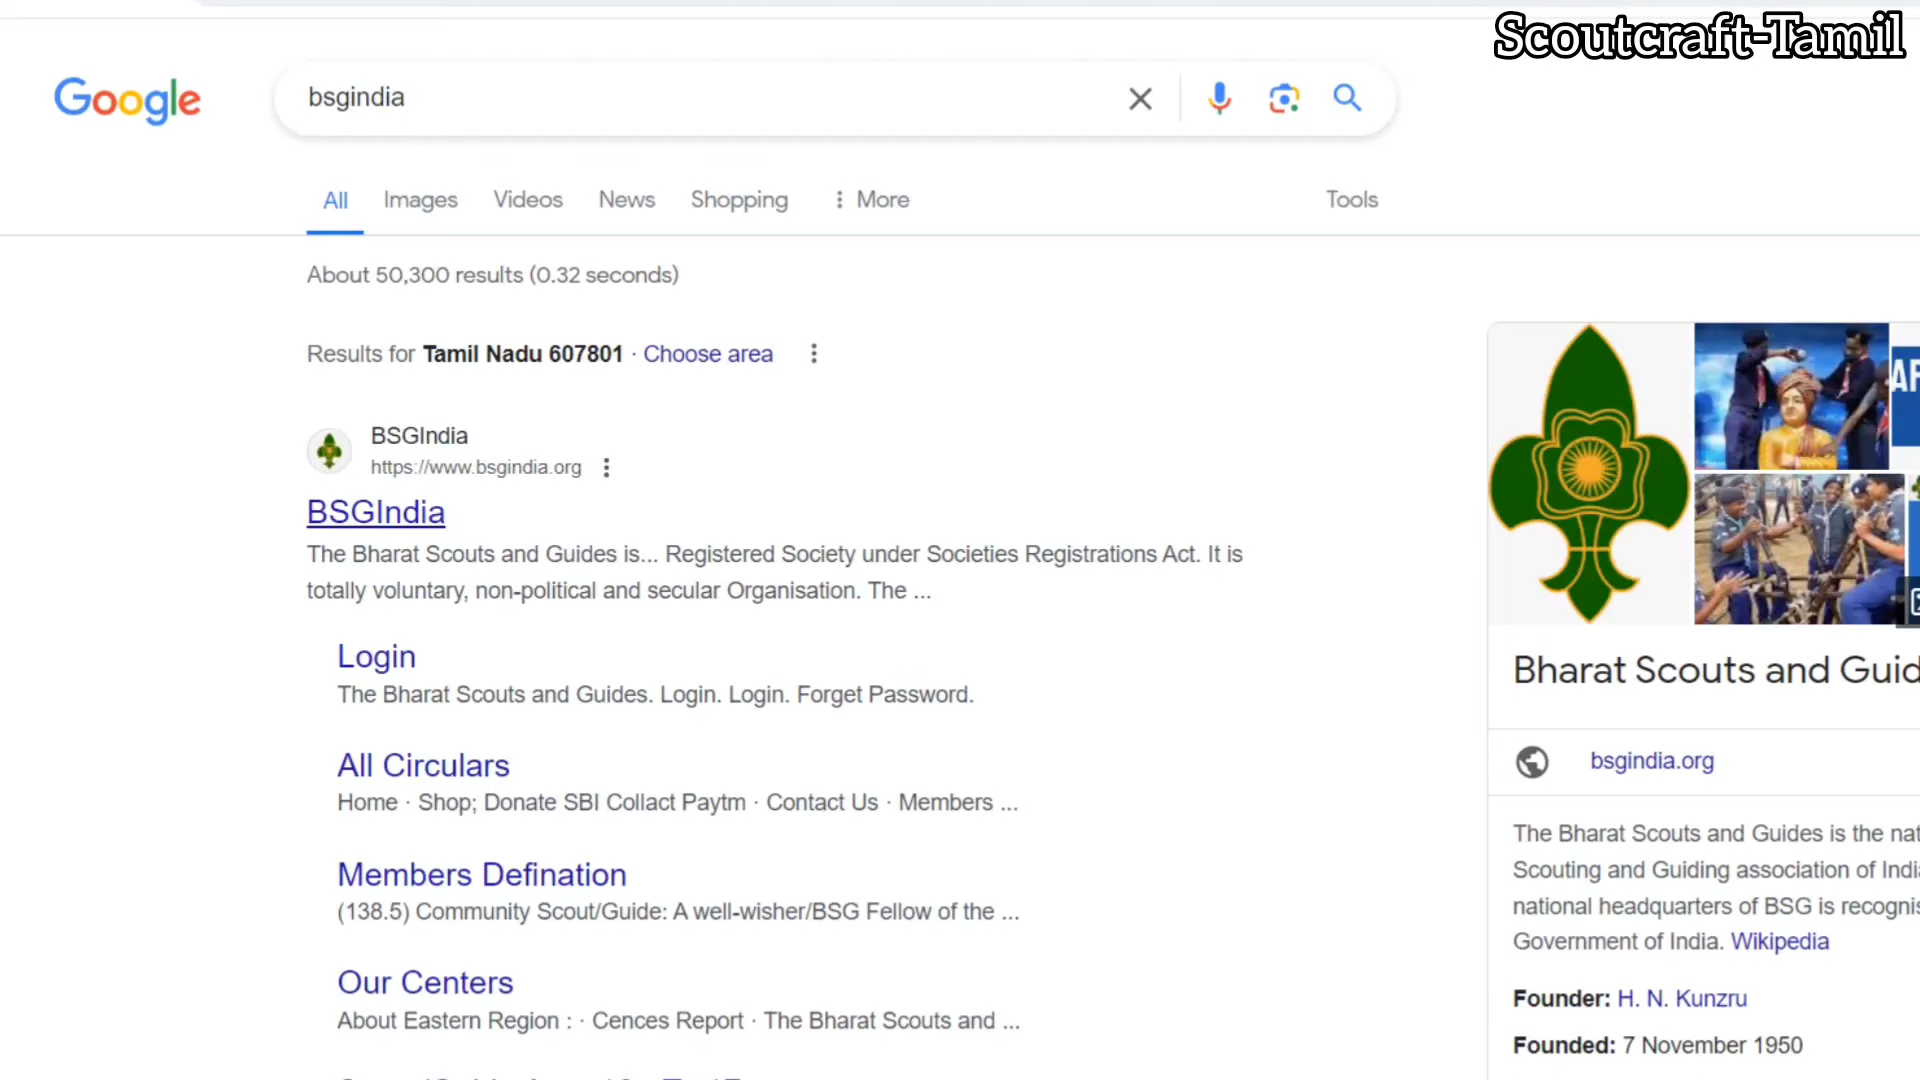 Scoutcraft-Tamil
Google
bsgindia
All Images Videos News Shopping More Tools
About 50,300 results (0.32 seconds)
Results for Tamil Nadu 607801 · Choose area
BSGIndia
https://www.bsgindia.org
BSGIndia
The Bharat Scouts and Guides is... Registered Society under Societies Registrations Act. It is
totally voluntary, non-political and secular Organisation. The ...
Login
The Bharat Scouts and Guides. Login. Login. Forget Password.
All Circulars
Home · Shop; Donate SBI Collact Paytm · Contact Us · Members ...
Members Defination
(138.5) Community Scout/Guide: A well-wisher/BSG Fellow of the ...
Our Centers
About Eastern Region : · Cences Report · The Bharat Scouts and ...
Bharat Scouts and Guid
bsgindia.org
The Bharat Scouts and Guides is the nat
Scouting and Guiding association of Indi
national headquarters of BSG is recognis
Government of India. Wikipedia
Founder: H. N. Kunzru
Founded: 7 November 1950